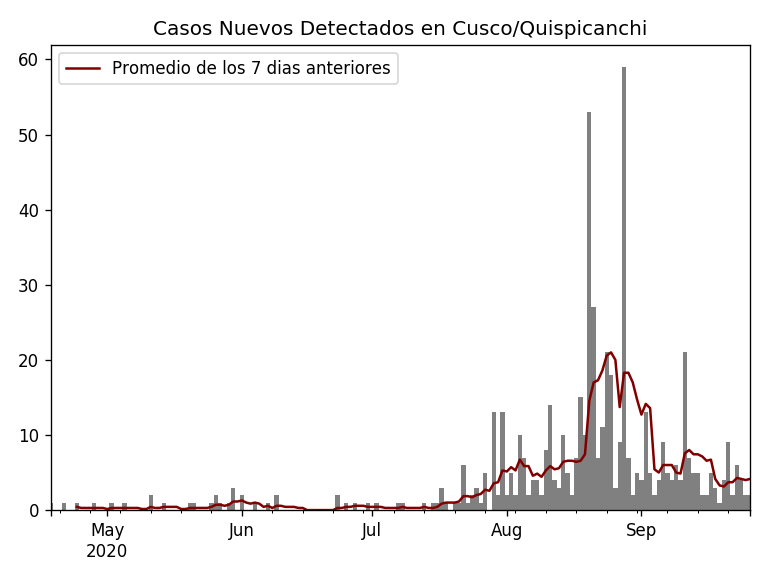 Casos Nuevos Detectados en Cusco/Quispicanchi
Promedio de los 7 dias anteriores
60
50
40
30
20
10
0
May Jun Jul Aug Sep
2020